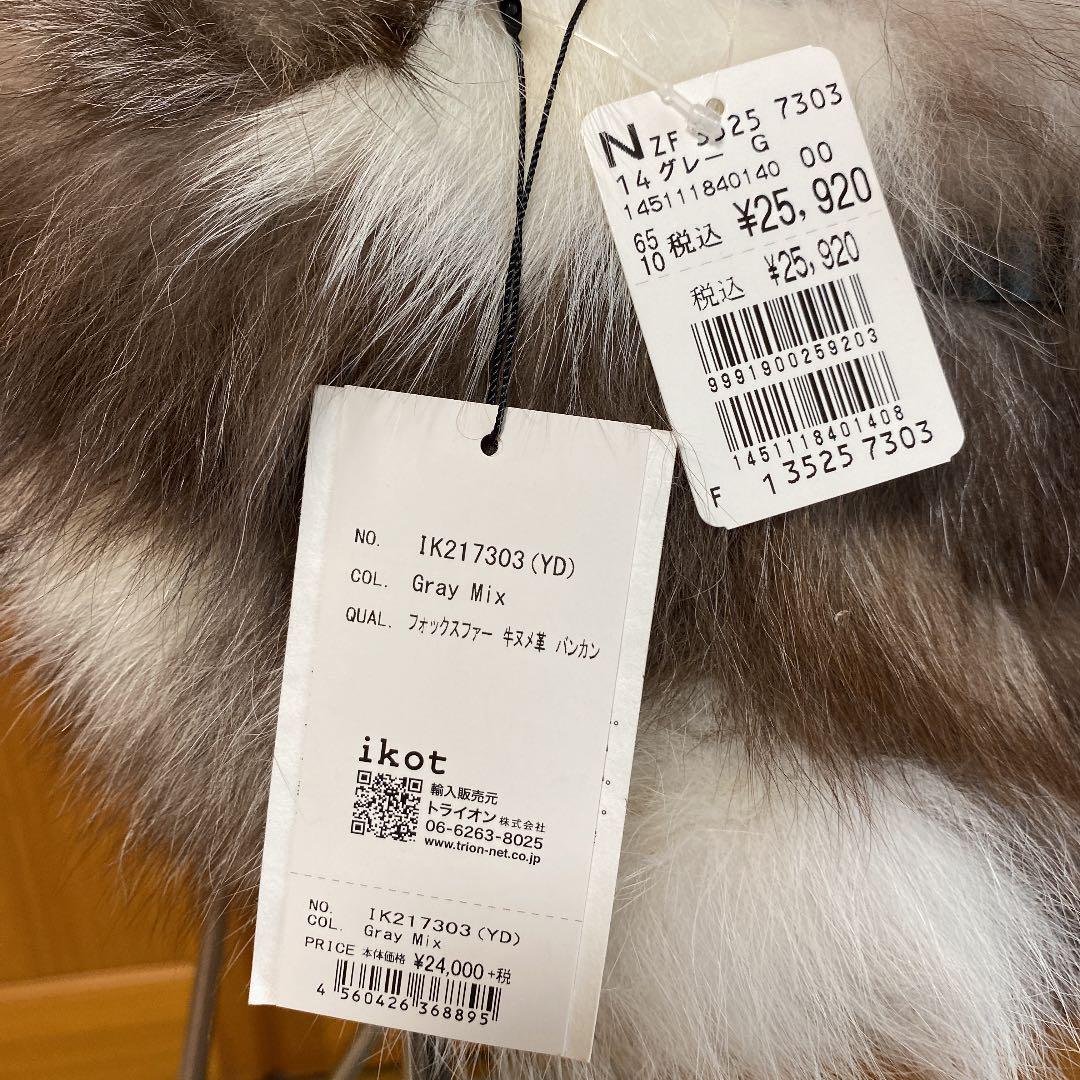 N ZF 3525 7303
14 グレー G
145111840140 00
65
10 税込 ¥25,920
税込 ¥25,920
9991900259203
1451118401408
F 1 3525 7303
NO. IK217303(YD)
COL. Gray Mix
QUAL. フォックスファー 牛ヌメ革 バンカン
ikot
輸入販売元
トライオン株式会社
06-6263-8025
www.trion-net.co.jp
NO. IK217303(YD)
COL. Gray Mix
PRICE 本体価格 ¥24,000+税
4 560426 368895